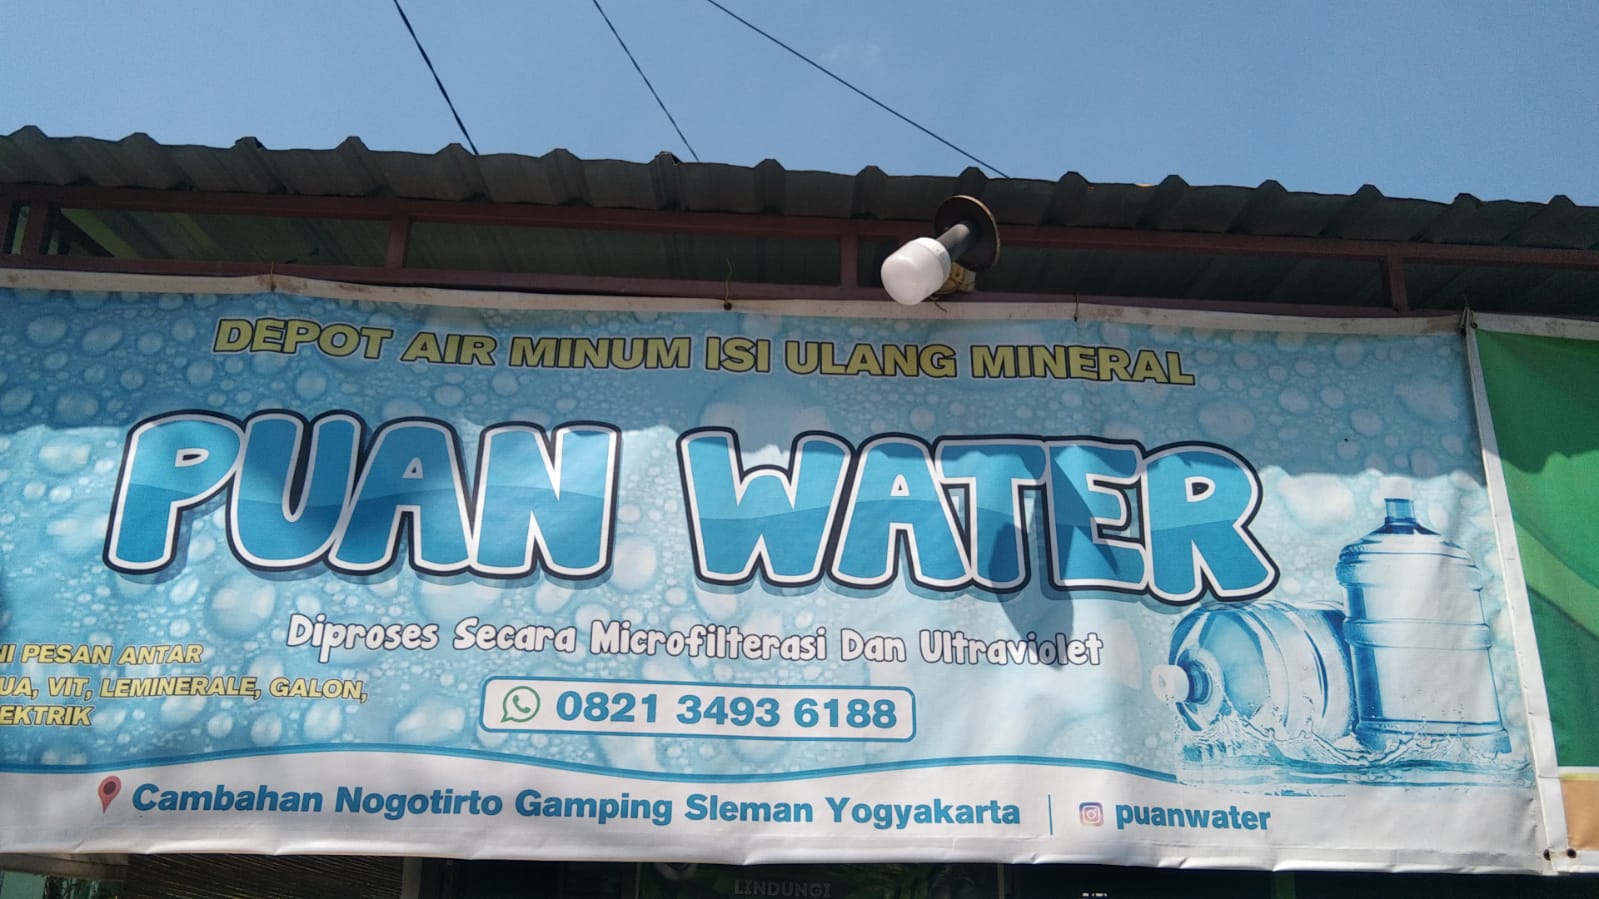 DEPOT AIR MINUM ISI ULANG MINERAL
PUAN WATER
Diproses Secara Microfilterasi Dan Ultraviolet
PESAN ANTAR
VIT, LEMINERALE, GALON,
0821 3493 6188
Cambahan Nogotirto Gamping Sleman Yogyakarta
puanwater
LINDUNGI